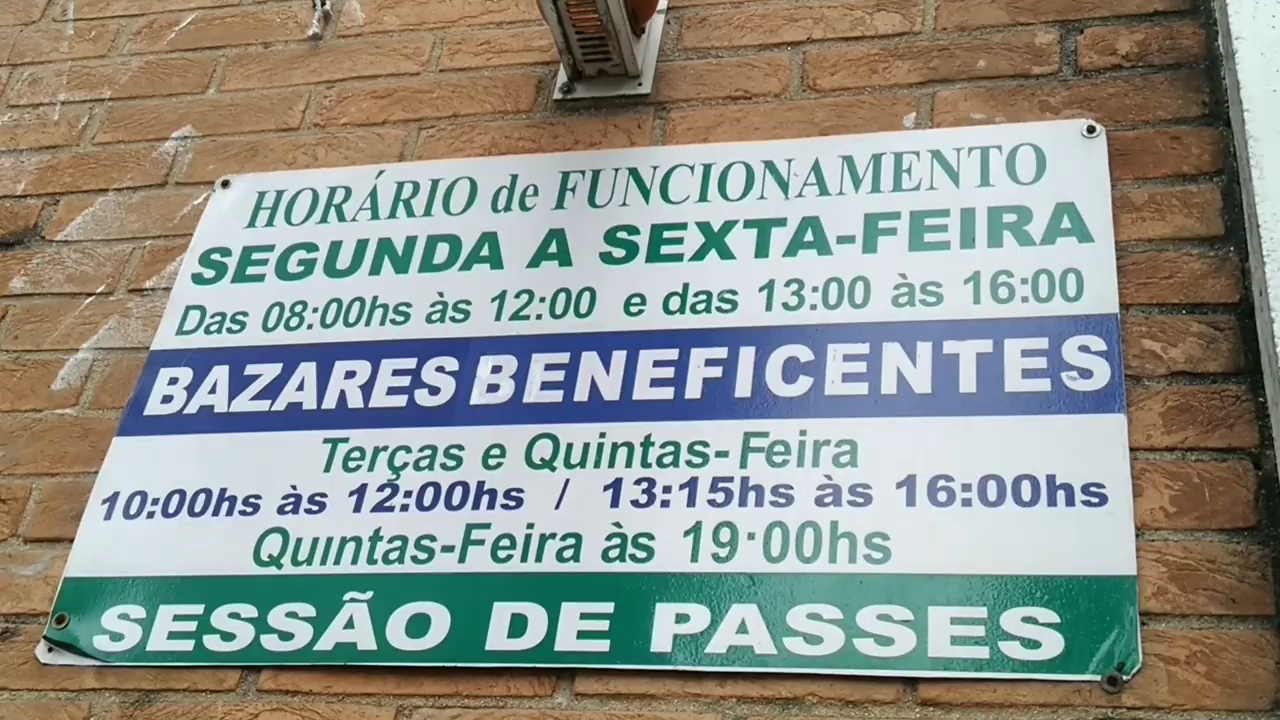 HORÁRIO de FUNCIONAMENTO
SEGUNDA A SEXTA-FEIRA
Das 08:00hs às 12:00 e das 13:00 às 16:00
BAZARES BENEFICENTES
Terças e Quintas-Feira
10:00hs às 12:00hs / 13:15hs às 16:00hs
Quintas-Feira às 19:00hs
SESSÃO DE PASSES